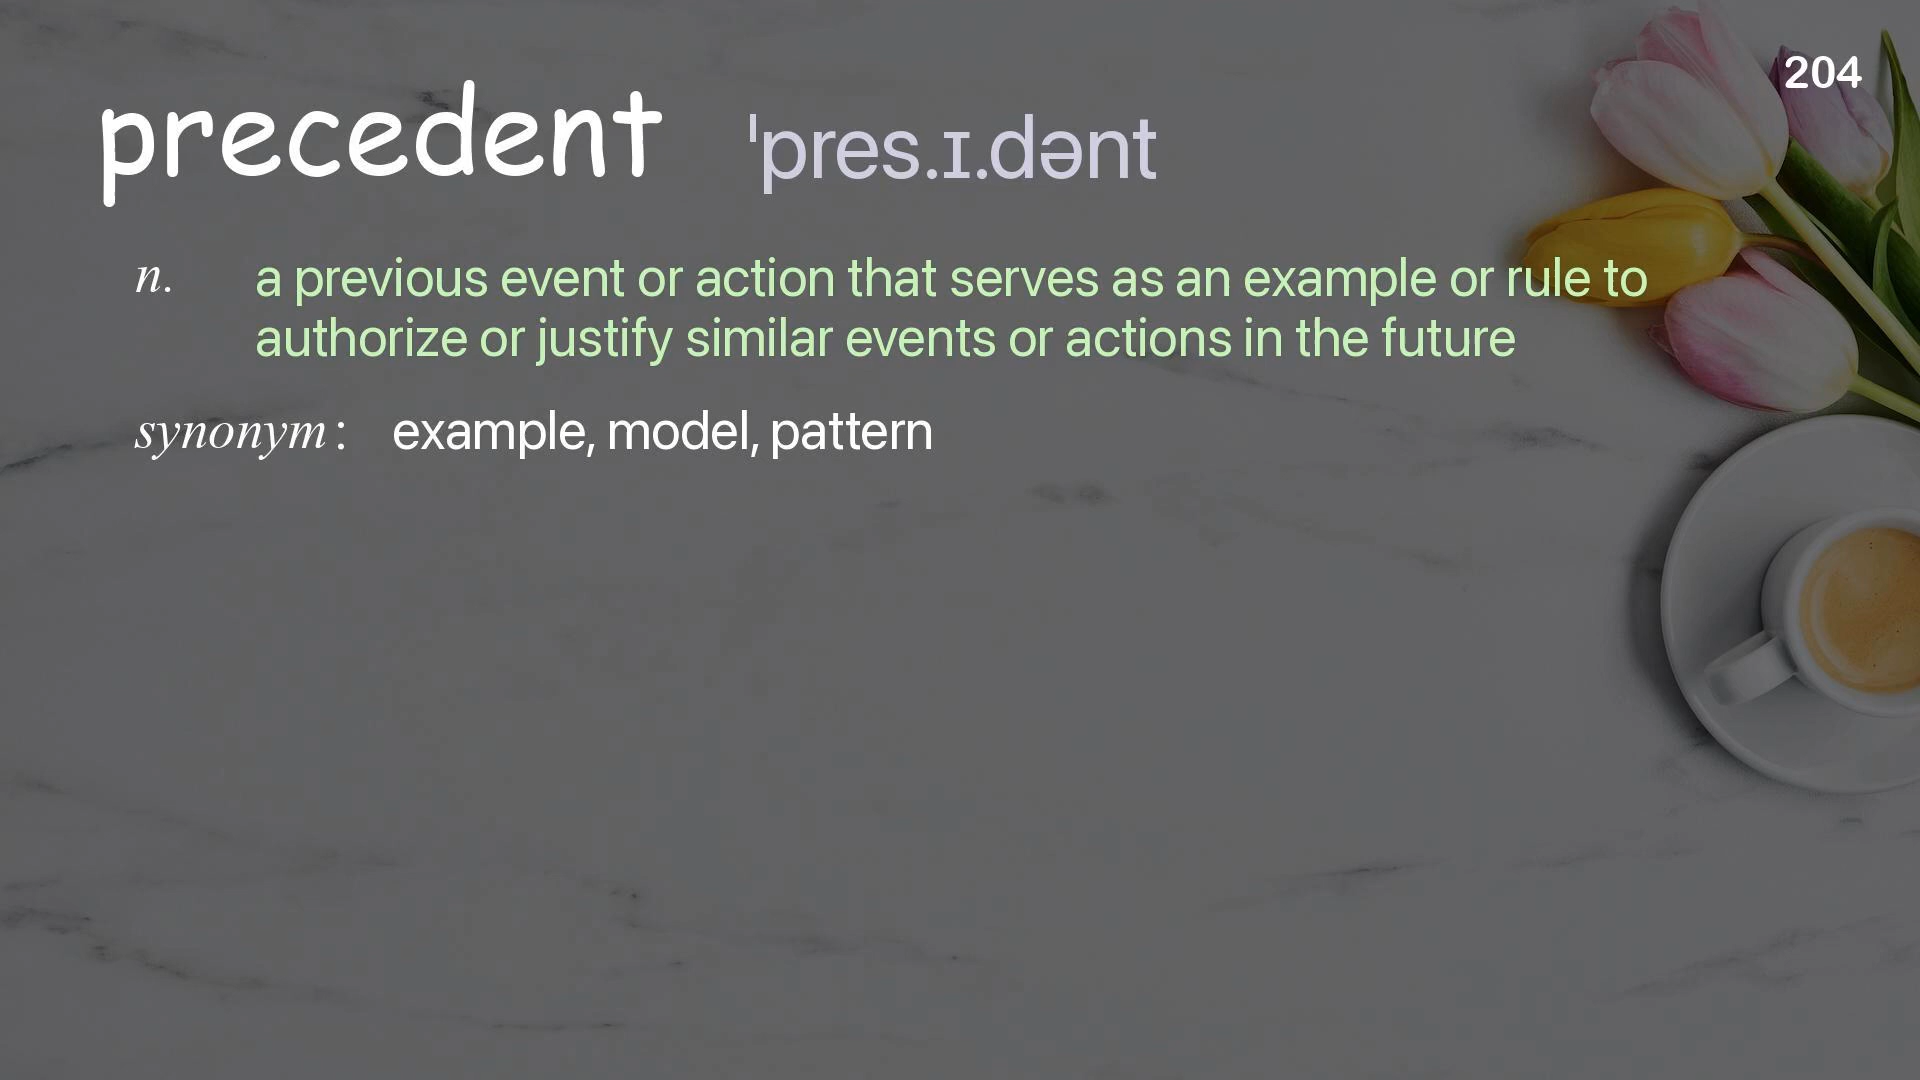 204
precedent ˈpres.ɪ.dənt
n. a previous event or action that serves as an example or rule to
authorize or justify similar events or actions in the future
synonym: example, model, pattern